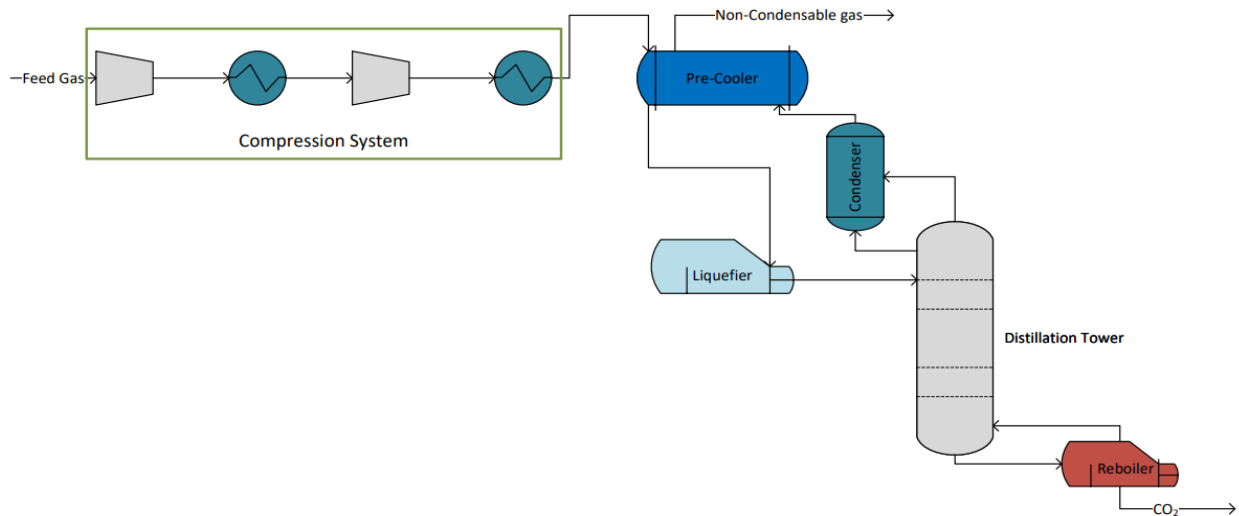 Non-Condensable gas
Feed Gas
Pre-Cooler
Compression System
Condenser
Liquefier
Distillation Tower
Reboiler
CO₂